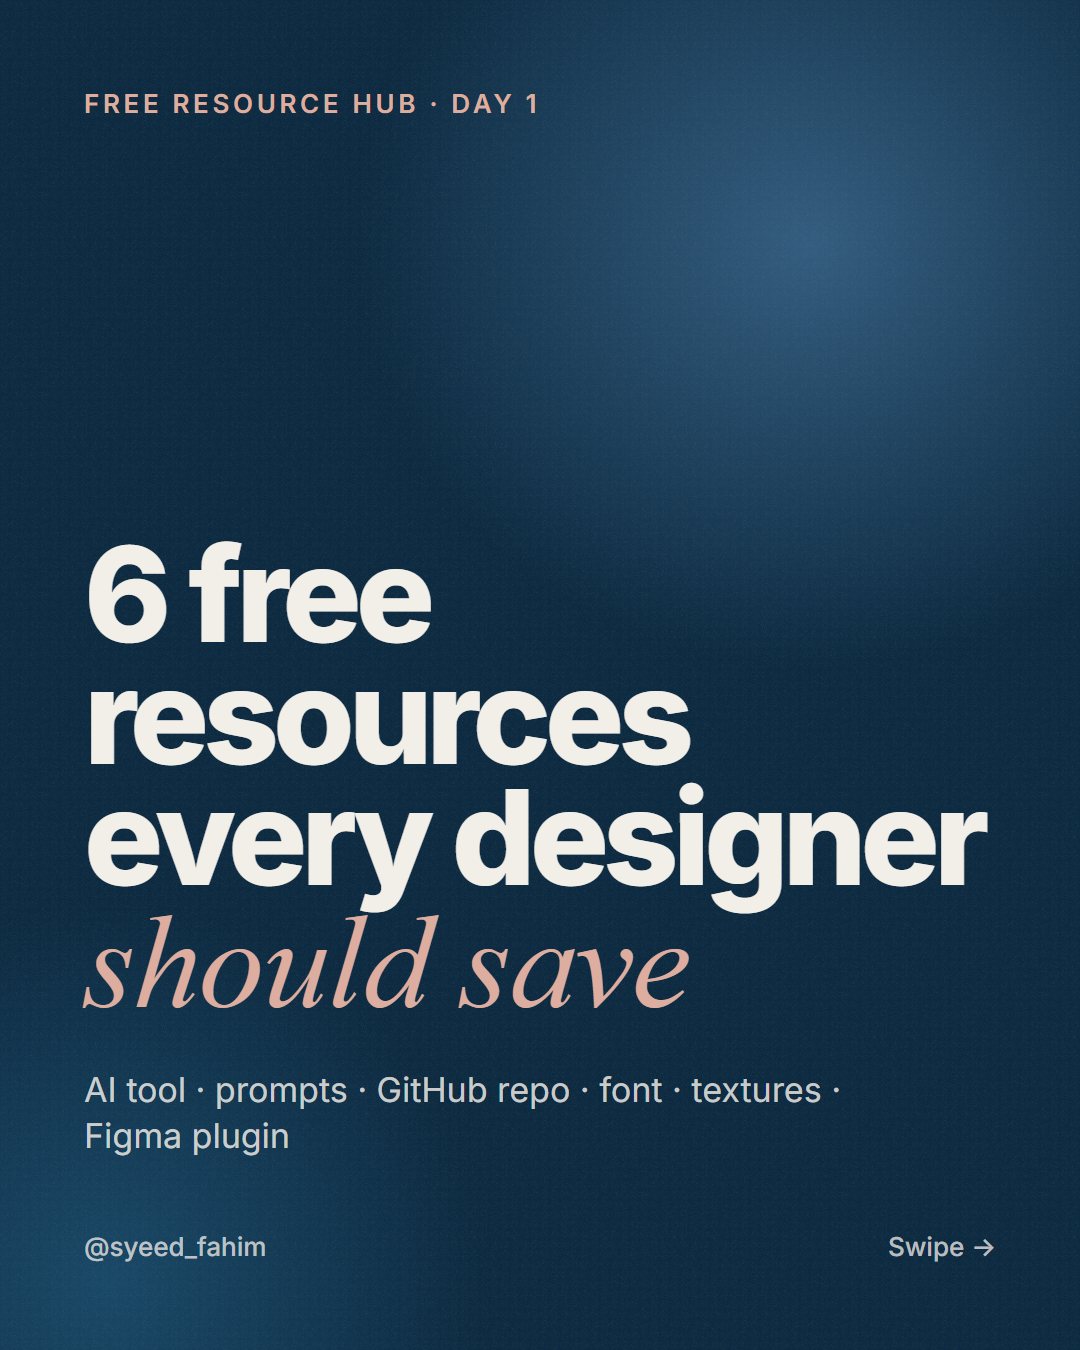 FREE RESOURCE HUB · DAY 1
6 free
resources
every designer
should save
AI tool · prompts · GitHub repo · font · textures ·
Figma plugin
@syeed_fahim
Swipe →